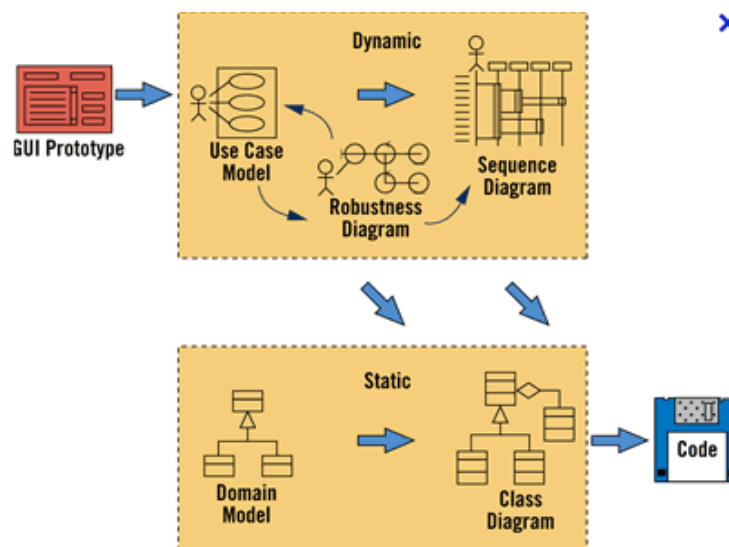 Dynamic
GUI Prototype
Use Case
Model
Robustness
Diagram
Sequence
Diagram
Static
Domain
Model
Class
Diagram
Code